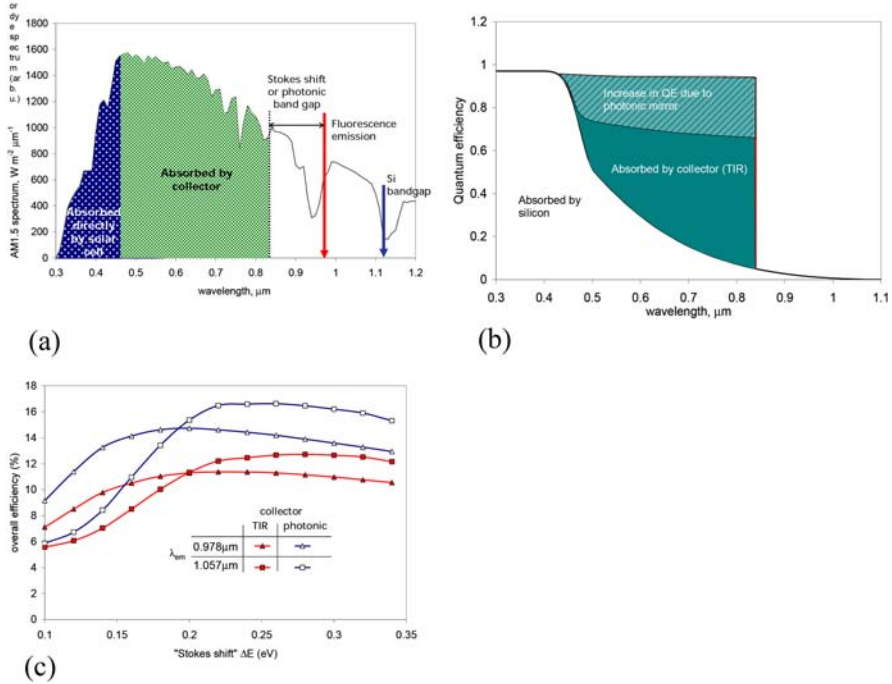 or
dy
e
sp
ec
tru
m
(ar
b.
u.)
AM1.5 spectrum, W m⁻² µm⁻¹
1800
1600
1400
1200
1000
800
600
400
200
0
0.3 0.4 0.5 0.6 0.7 0.8 0.9 1 1.1 1.2
wavelength, µm
Stokes shift
or photonic
band gap
Fluorescence
emission
Absorbed by
collector
Si
bandgap
Absorbed
directly
by solar
cell
(a)
Quantum efficiency
1
0.8
0.6
0.4
0.2
0
0.3 0.4 0.5 0.6 0.7 0.8 0.9 1 1.1
wavelength, µm
Increase in QE due to
photonic mirror
Absorbed by collector (TIR)
Absorbed by
silicon
(b)
overall efficiency (%)
18
16
14
12
10
8
6
4
2
0
0.1 0.15 0.2 0.25 0.3 0.35
"Stokes shift" ΔE (eV)
collector
TIR photonic
λem
0.978µm
1.057µm
(c)